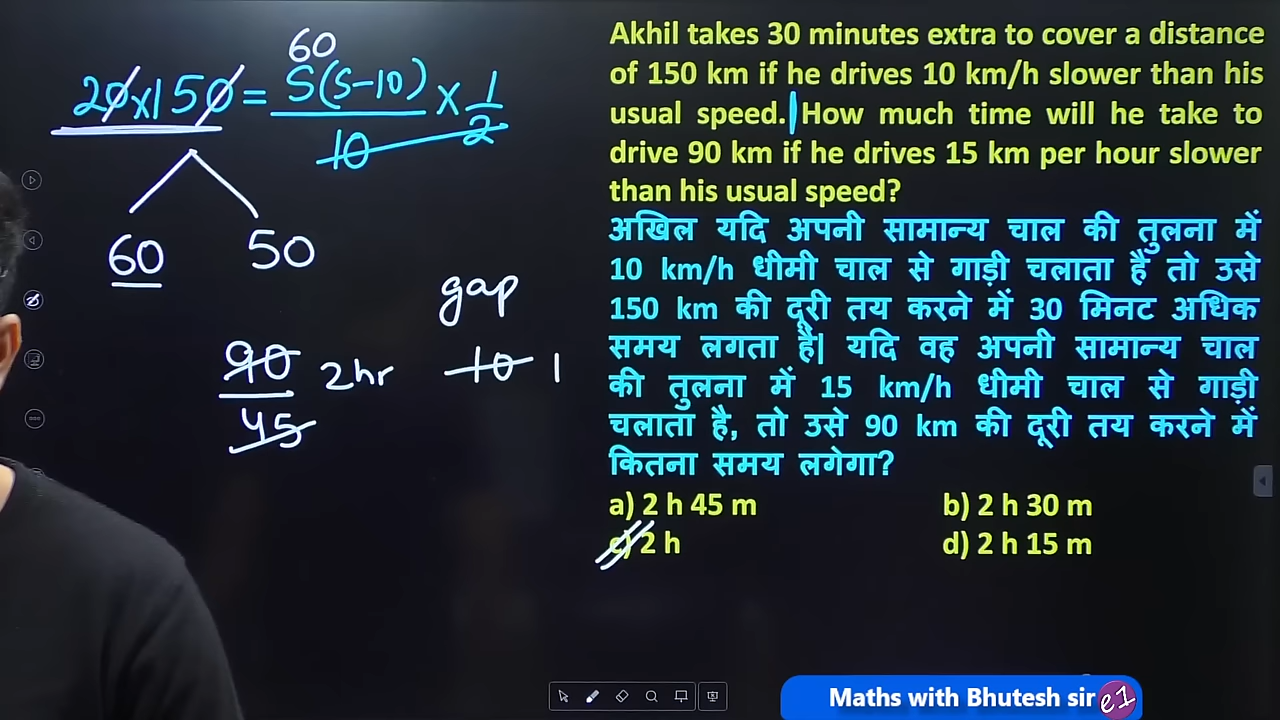 60
20×150 = S(S-10)/10 × 1/2
60 50
gap
90/45 2hr 10 1
Akhil takes 30 minutes extra to cover a distance
of 150 km if he drives 10 km/h slower than his
usual speed. How much time will he take to
drive 90 km if he drives 15 km per hour slower
than his usual speed?
अखिल यदि अपनी सामान्य चाल की तुलना में
10 km/h धीमी चाल से गाड़ी चलाता है तो उसे
150 km की दूरी तय करने में 30 मिनट अधिक
समय लगता है| यदि वह अपनी सामान्य चाल
की तुलना में 15 km/h धीमी चाल से गाड़ी
चलाता है, तो उसे 90 km की दूरी तय करने में
कितना समय लगेगा?
a) 2 h 45 m b) 2 h 30 m
c) 2 h d) 2 h 15 m
Maths with Bhutesh sir e1